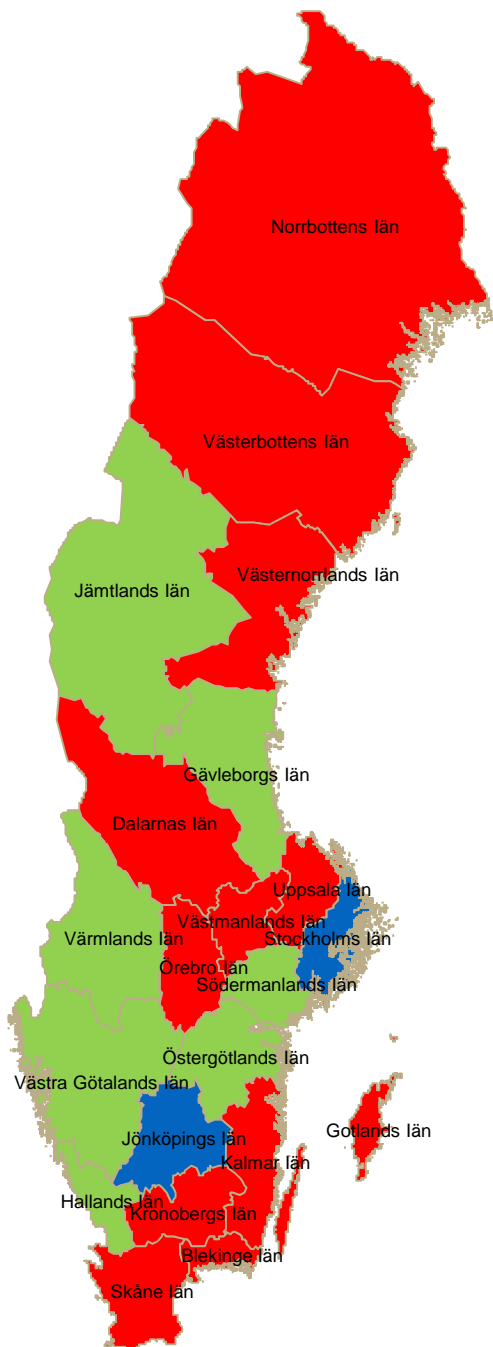 Norrbottens län
Västerbottens län
Västernorrlands län
Jämtlands län
Gävleborgs län
Dalarnas län
Uppsala län
Västmanlands län
Värmlands län
Stockholms län
Örebro län
Södermanlands län
Östergötlands län
Västra Götalands län
Gotlands län
Jönköpings län
Kalmar län
Hallands län
Kronobergs län
Blekinge län
Skåne län